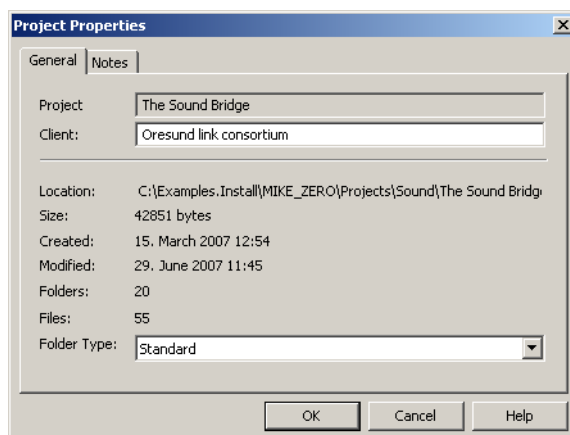 Project Properties
General Notes
Project The Sound Bridge
Client: Oresund link consortium
Location: C:\Examples.Install\MIKE_ZERO\Projects\Sound\The Sound Bridg
Size: 42851 bytes
Created: 15. March 2007 12:54
Modified: 29. June 2007 11:45
Folders: 20
Files: 55
Folder Type: Standard
OK Cancel Help